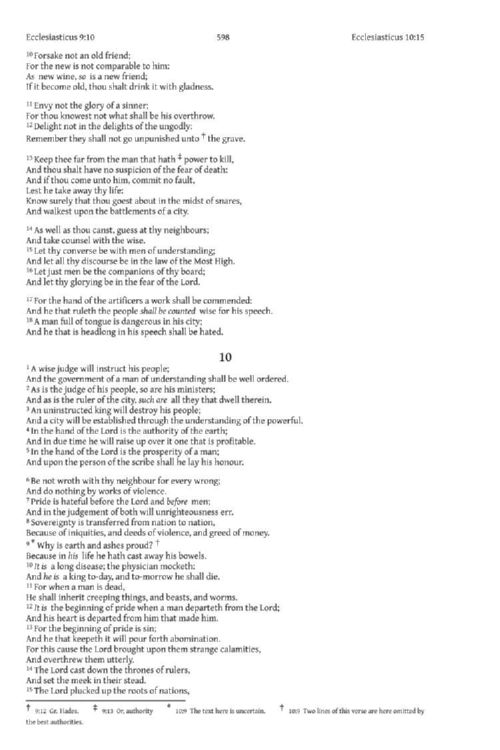 Ecclesiasticus 9:10 598 Ecclesiasticus 10:15
10 Forsake not an old friend;
For the new is not comparable to him:
As new wine, so is a new friend;
If it become old, thou shalt drink it with gladness.
11 Envy not the glory of a sinner;
For thou knowest not what shall be his overthrow.
12 Delight not in the delights of the ungodly:
Remember they shall not go unpunished unto † the grave.
13 Keep thee far from the man that hath ‡ power to kill,
And thou shalt have no suspicion of the fear of death:
And if thou come unto him, commit no fault,
Lest he take away thy life:
Know surely that thou goest about in the midst of snares,
And walkest upon the battlements of a city.
14 As well as thou canst, guess at thy neighbours;
And take counsel with the wise.
15 Let thy converse be with men of understanding;
And let all thy discourse be in the law of the Most High.
16 Let just men be the companions of thy board;
And let thy glorying be in the fear of the Lord.
17 For the hand of the artificers a work shall be commended:
And he that ruleth the people shall be counted wise for his speech.
18 A man full of tongue is dangerous in his city;
And he that is headlong in his speech shall be hated.
10
1 A wise judge will instruct his people;
And the government of a man of understanding shall be well ordered.
2 As is the judge of his people, so are his ministers;
And as is the ruler of the city, such are all they that dwell therein.
3 An uninstructed king will destroy his people;
And a city will be established through the understanding of the powerful.
4 In the hand of the Lord is the authority of the earth;
And in due time he will raise up over it one that is profitable.
5 In the hand of the Lord is the prosperity of a man;
And upon the person of the scribe shall he lay his honour.
6 Be not wroth with thy neighbour for every wrong;
And do nothing by works of violence.
7 Pride is hateful before the Lord and before men;
And in the judgement of both will unrighteousness err.
8 Sovereignty is transferred from nation to nation,
Because of iniquities, and deeds of violence, and greed of money.
9 * Why is earth and ashes proud? †
Because in his life he hath cast away his bowels.
10 It is a long disease; the physician mocketh:
And he is a king to-day, and to-morrow he shall die.
11 For when a man is dead,
He shall inherit creeping things, and beasts, and worms.
12 It is the beginning of pride when a man departeth from the Lord;
And his heart is departed from him that made him.
13 For the beginning of pride is sin;
And he that keepeth it will pour forth abomination.
For this cause the Lord brought upon them strange calamities,
And overthrew them utterly.
14 The Lord cast down the thrones of rulers,
And set the meek in their stead.
15 The Lord plucked up the roots of nations,
† 9:12 Gr. Hades. ‡ 9:13 Or, authority * 10:9 The text here is uncertain. † 10:9 Two lines of this verse are here omitted by
the best authorities.